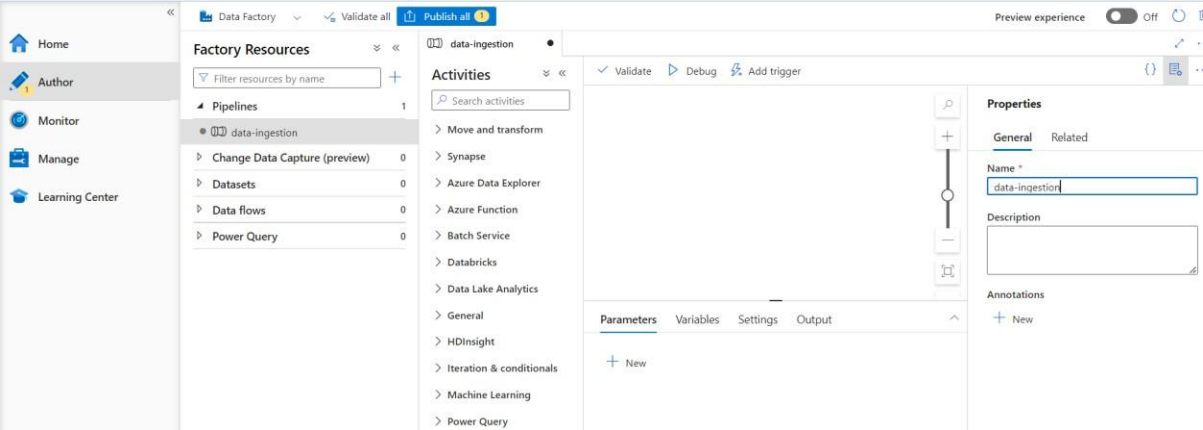 Data Factory
Validate all
Publish all 1
Preview experience
Off
Home
Author
1
Monitor
Manage
Learning Center
Factory Resources
Filter resources by name
Pipelines 1
data-ingestion
Change Data Capture (preview) 0
Datasets 0
Data flows 0
Power Query 0
data-ingestion
Activities
Search activities
Move and transform
Synapse
Azure Data Explorer
Azure Function
Batch Service
Databricks
Data Lake Analytics
General
HDInsight
Iteration & conditionals
Machine Learning
Power Query
Validate
Debug
Add trigger
Parameters Variables Settings Output
New
Properties
General Related
Name *
data-ingestion
Description
Annotations
New